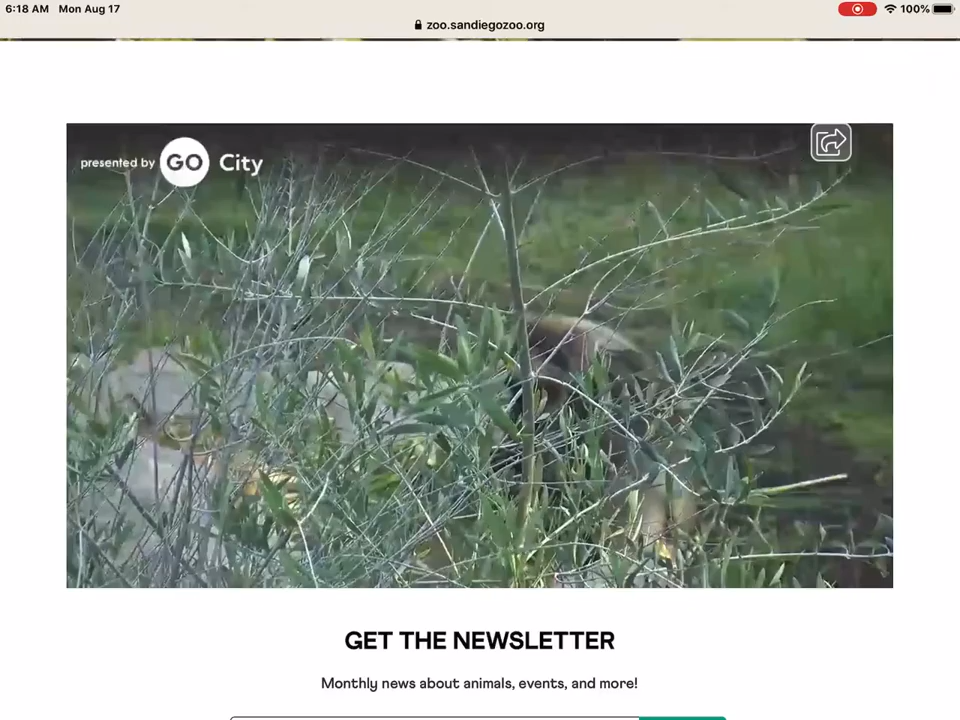 6:18 AM Mon Aug 17
100%
zoo.sandiegozoo.org
presented by GO City
GET THE NEWSLETTER
Monthly news about animals, events, and more!